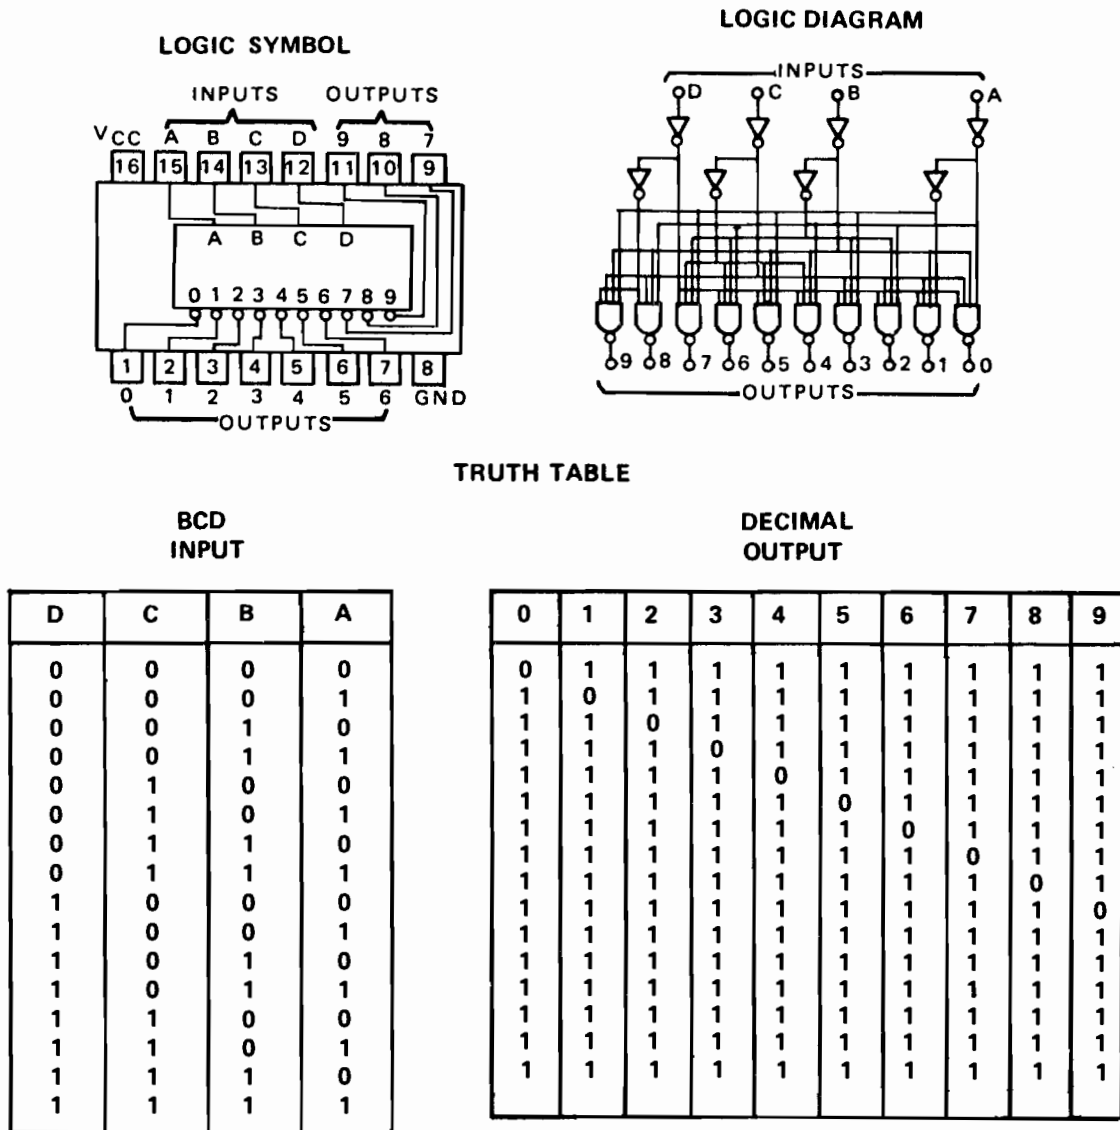 LOGIC SYMBOL
INPUTS OUTPUTS
VCC A B C D 9 8 7
16 15 14 13 12 11 10 9
A B C D
0 1 2 3 4 5 6 7 8 9
1 2 3 4 5 6 7 8
0 1 2 3 4 5 6 GND
OUTPUTS
LOGIC DIAGRAM
INPUTS
D C B A
9 8 7 6 5 4 3 2 1 0
OUTPUTS
TRUTH TABLE
BCD
INPUT
D C B A
0 0 0 0
0 0 0 1
0 0 1 0
0 0 1 1
0 1 0 0
0 1 0 1
0 1 1 0
0 1 1 1
1 0 0 0
1 0 0 1
1 0 1 0
1 0 1 1
1 1 0 0
1 1 0 1
1 1 1 0
1 1 1 1
DECIMAL
OUTPUT
0 1 2 3 4 5 6 7 8 9
0 1 1 1 1 1 1 1 1 1
1 0 1 1 1 1 1 1 1 1
1 1 0 1 1 1 1 1 1 1
1 1 1 0 1 1 1 1 1 1
1 1 1 1 0 1 1 1 1 1
1 1 1 1 1 0 1 1 1 1
1 1 1 1 1 1 0 1 1 1
1 1 1 1 1 1 1 0 1 1
1 1 1 1 1 1 1 1 0 1
1 1 1 1 1 1 1 1 1 0
1 1 1 1 1 1 1 1 1 1
1 1 1 1 1 1 1 1 1 1
1 1 1 1 1 1 1 1 1 1
1 1 1 1 1 1 1 1 1 1
1 1 1 1 1 1 1 1 1 1
1 1 1 1 1 1 1 1 1 1